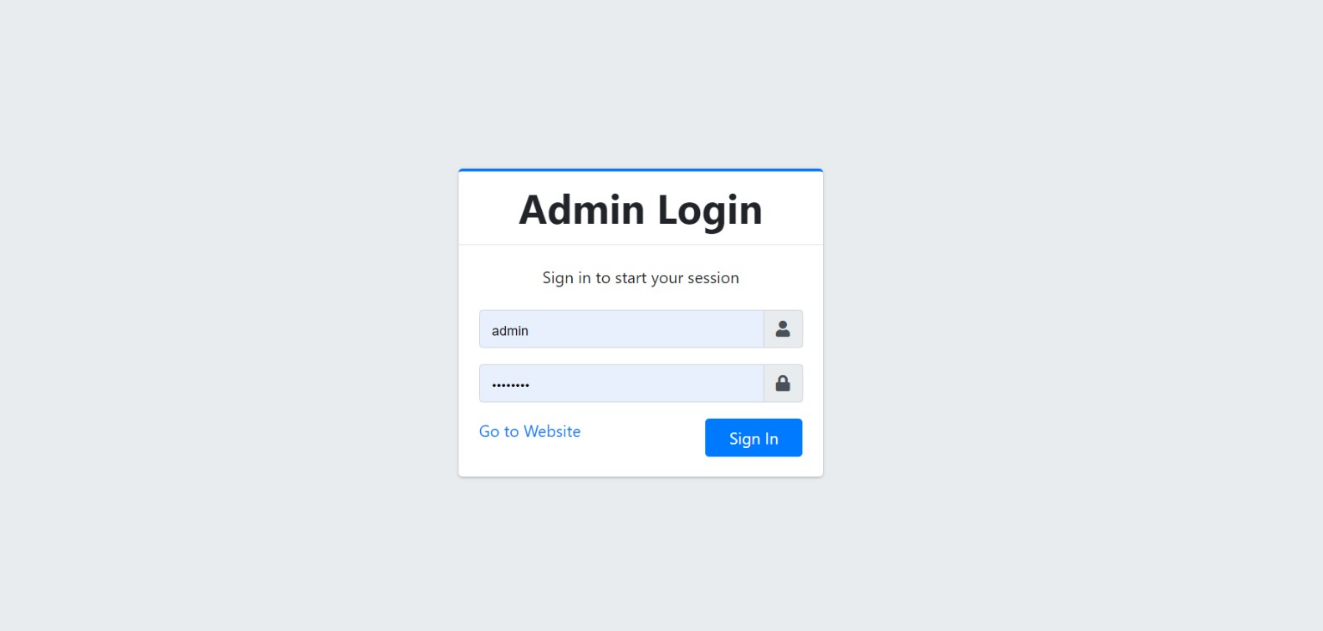 Admin Login
Sign in to start your session
admin
••••••••
Go to Website
Sign In